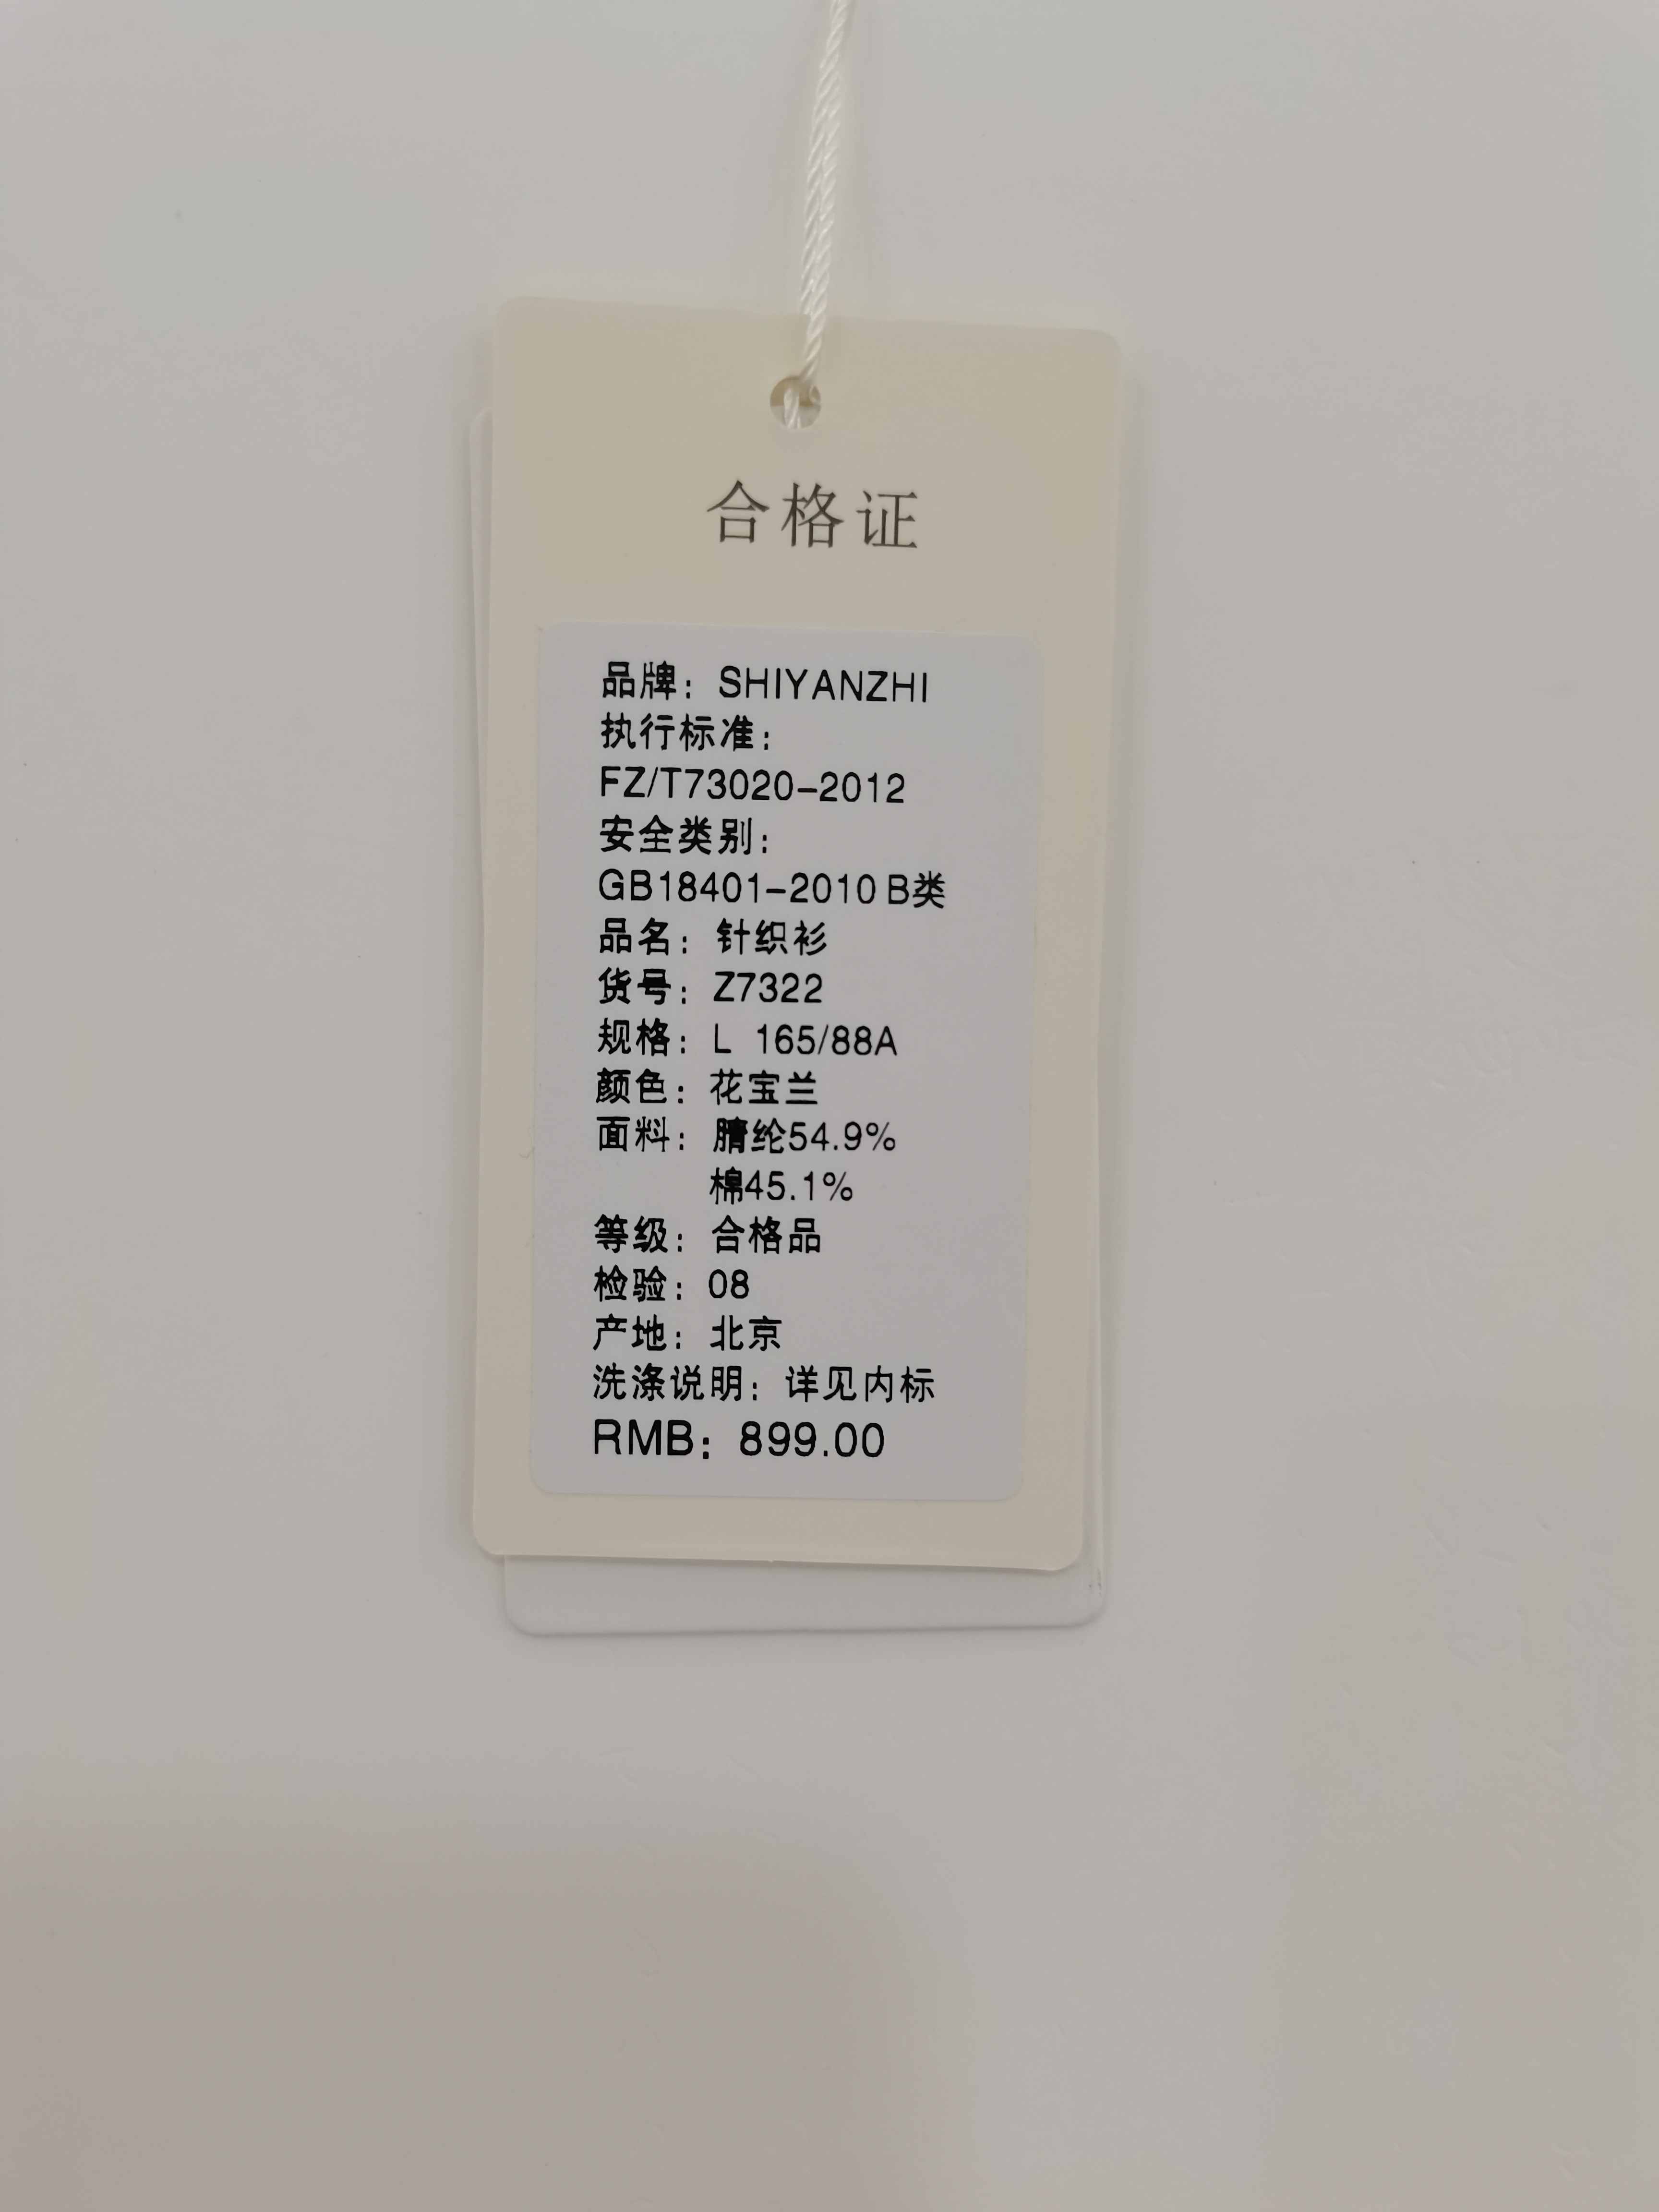 合格证
品牌：SHIYANZHI
执行标准：
FZ/T73020-2012
安全类别：
GB18401-2010 B类
品名：针织衫
货号：Z7322
规格：L 165/88A
颜色：花宝兰
面料：腈纶54.9%
棉45.1%
等级：合格品
检验：08
产地：北京
洗涤说明：详见内标
RMB：899.00